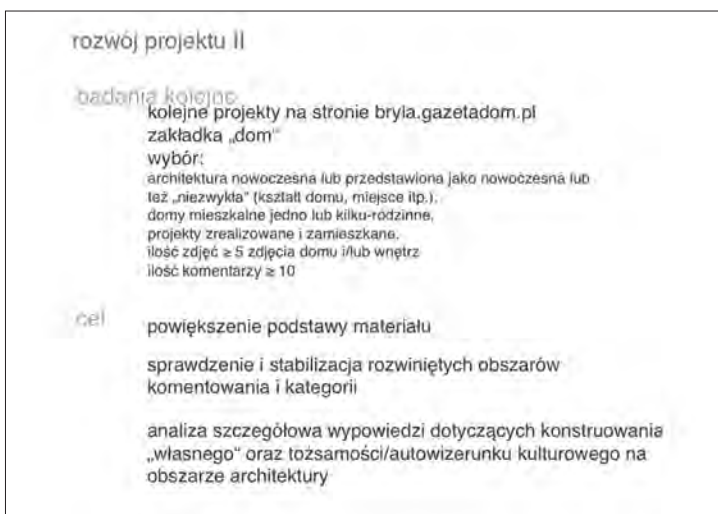 rozwój projektu II
badania kolejne
kolejne projekty na stronie bryla.gazetadom.pl
zakładka „dom“
wybór:
architektura nowoczesna lub przedstawiona jako nowoczesna lub
też „niezwykła“ (kształt domu, miejsce itp.),
domy mieszkalne jedno lub kilku-rodzinne,
projekty zrealizowane i zamieszkane,
ilość zdjęć ≥ 5 zdjęcia domu i/lub wnętrz
ilość komentarzy ≥ 10
cel
powiększenie podstawy materiału
sprawdzenie i stabilizacja rozwiniętych obszarów
komentowania i kategorii
analiza szczegółowa wypowiedzi dotyczących konstruowania
„własnego“ oraz tożsamości/autowizerunku kulturowego na
obszarze architektury